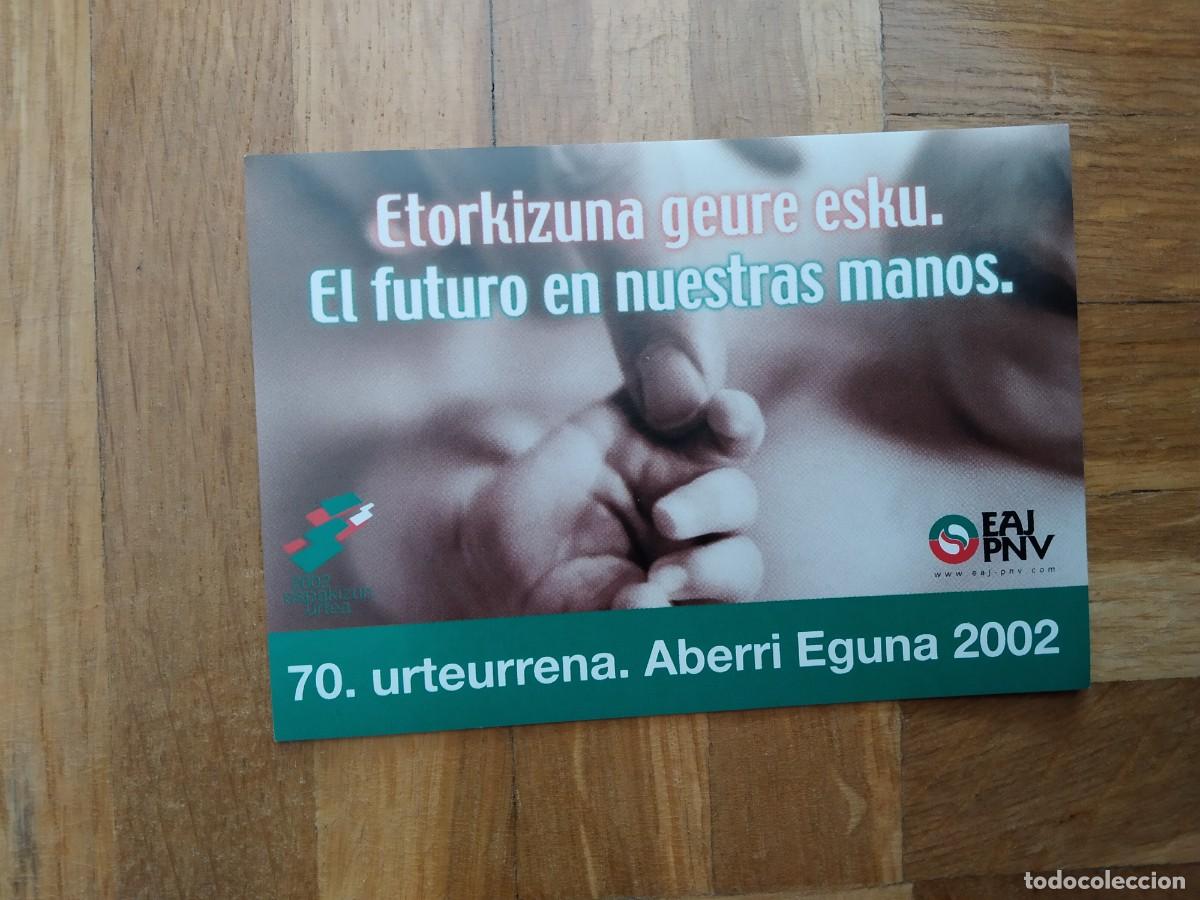 Etorkizuna geure esku.
El futuro en nuestras manos.
2002
urtea
EAJ
PNV
www.eaj-pnv.com
70. urteurrena. Aberri Eguna 2002
todocoleccion